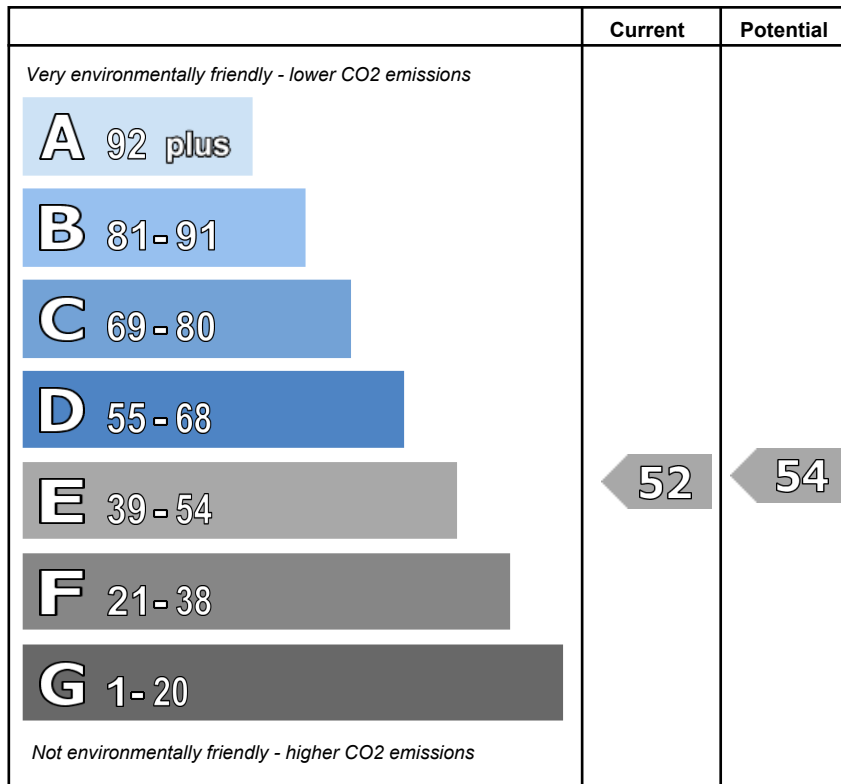 Current Potential
Very environmentally friendly - lower CO2 emissions
A 92 plus
B 81-91
C 69-80
D 55-68
E 39-54 52 54
F 21-38
G 1-20
Not environmentally friendly - higher CO2 emissions